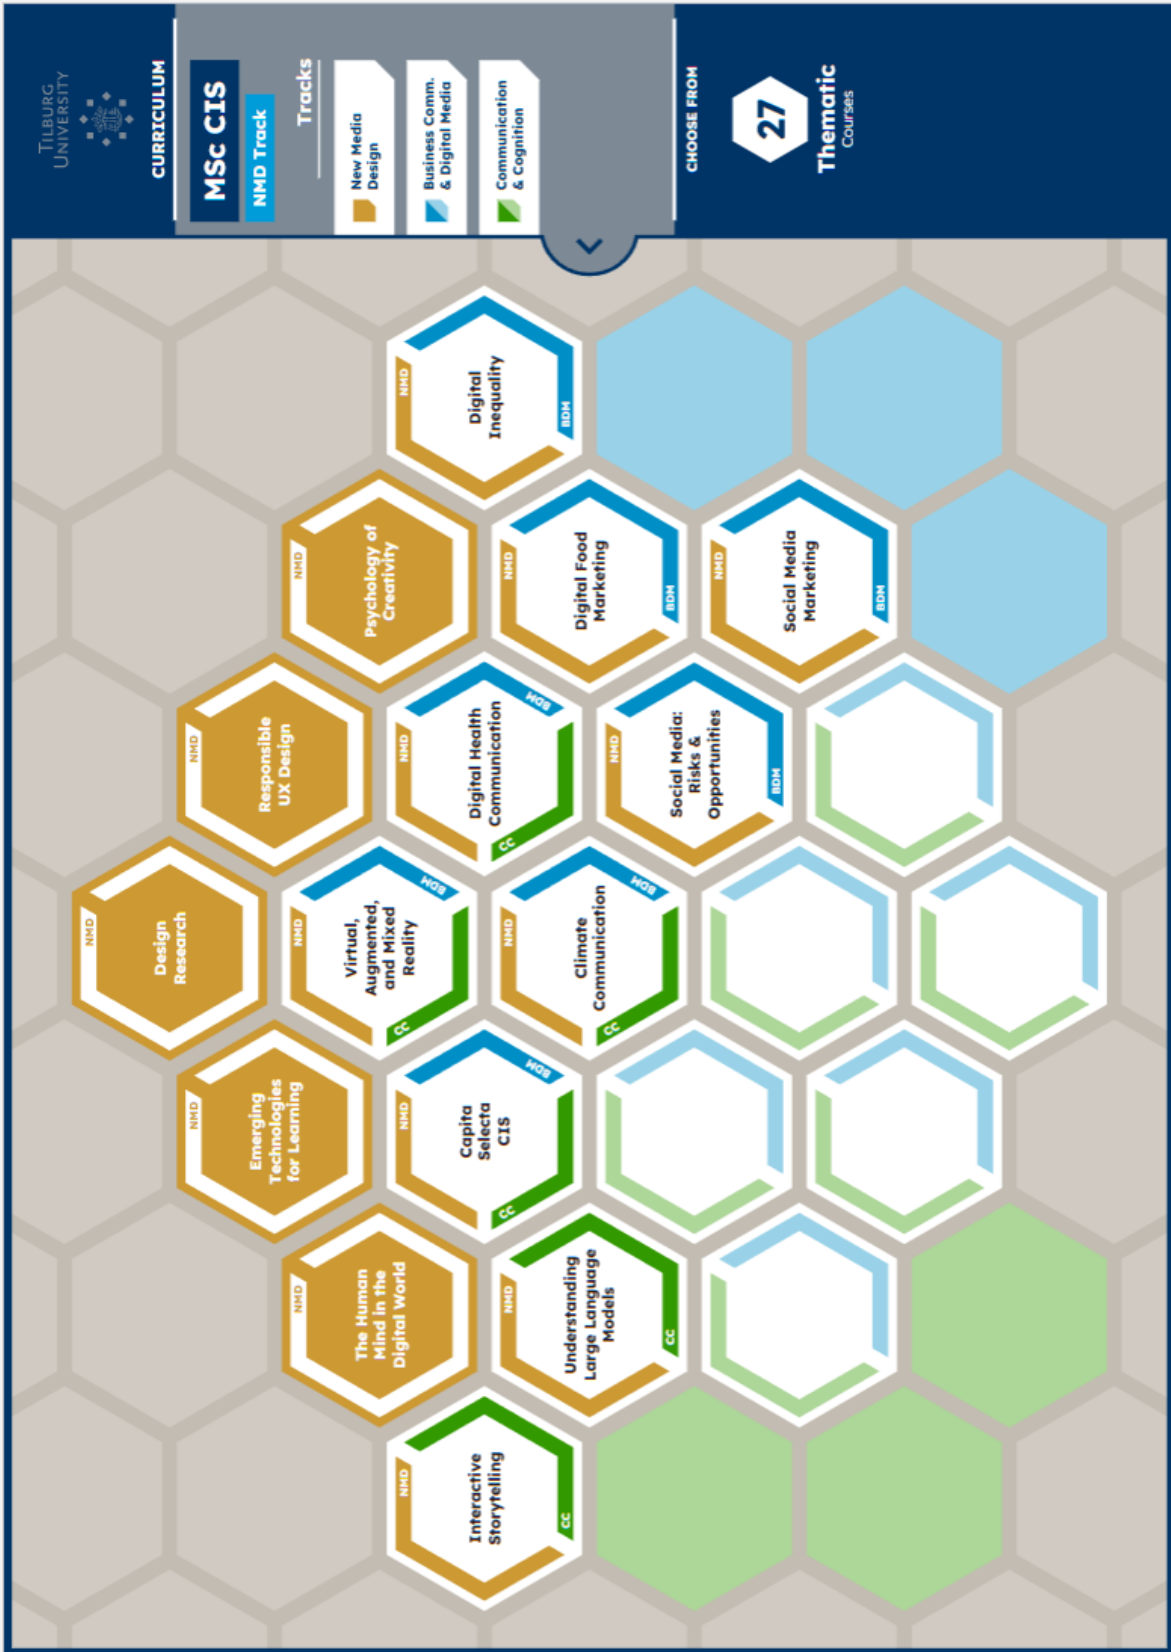 TILBURG
UNIVERSITY
CURRICULUM
MSc CIS
NMD Track
Tracks
New Media
Design
Business Comm.
& Digital Media
Communication
& Cognition
CHOOSE FROM
27
Thematic
Courses
NMD
Design
Research
NMD
Emerging
Technologies
for Learning
NMD
Responsible
UX Design
NMD
The Human
Mind in the
Digital World
NMD
Virtual,
Augmented,
and Mixed
Reality
CC
BDM
NMD
Psychology of
Creativity
NMD
Interactive
Storytelling
CC
NMD
Capita
Selecta
CIS
CC
BDM
NMD
Digital Health
Communication
CC
BDM
NMD
Digital
Inequality
BDM
NMD
Understanding
Large Language
Models
CC
NMD
Climate
Communication
CC
BDM
NMD
Digital Food
Marketing
BDM
NMD
Social Media:
Risks &
Opportunities
BDM
NMD
Social Media
Marketing
BDM